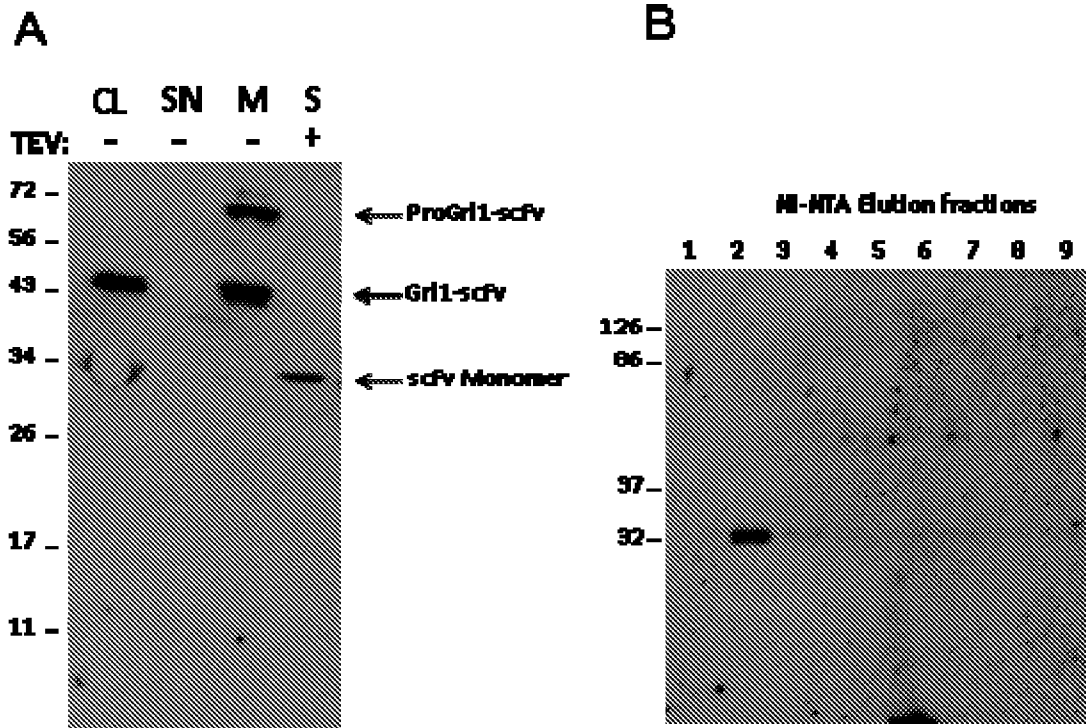 A
CL SN M S
TEV: - - - +
72
56
43
34
26
17
11
ProGrl1-scfv
Grl1-scfv
scfv Monomer
B
Ni-NTA Elution fractions
1 2 3 4 5 6 7 8 9
126
86
37
32